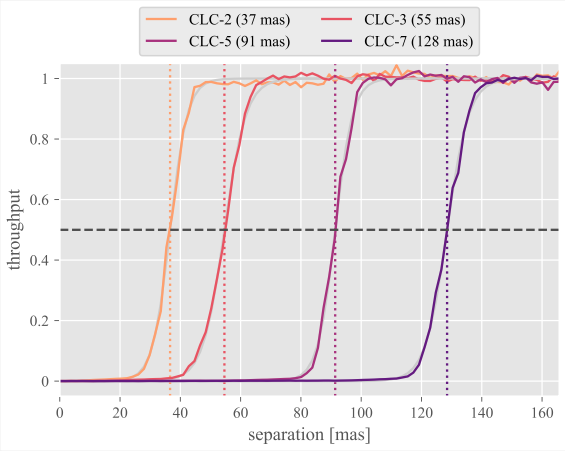 CLC-2 (37 mas) CLC-3 (55 mas)
CLC-5 (91 mas) CLC-7 (128 mas)
1
0.8
0.6
0.4
0.2
0
throughput
0 20 40 60 80 100 120 140 160
separation [mas]